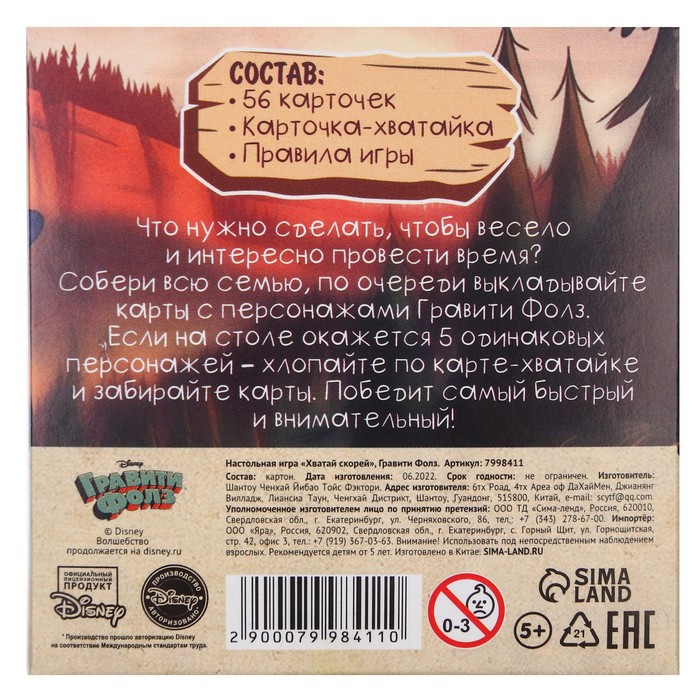 СОСТАВ:
• 56 карточек
• Карточка-хватайка
• Правила игры
Что нужно сделать, чтобы весело
и интересно провести время?
Собери всю семью, по очереди выкладывайте
карты с персонажами Гравити Фолз.
Если на столе окажется 5 одинаковых
персонажей – хлопайте по карте-хватайке
и забирайте карты. Победит самый быстрый
и внимательный!
Disney
ГРАВИТИ
ФОЛЗ
© Disney
Волшебство
продолжается на disney.ru
Настольная игра «Хватай скорей», Гравити Фолз. Артикул: 7998411
Состав: картон. Дата изготовления: 06.2022. Срок годности: не ограничен. Изготовитель:
Шантоу Ченхай Йибао Тойс Фэктори. Адрес изготовителя: 6тх Роад, 4тх Ареа оф ДаХайМен, Джианянг
Вилладж, Лиансиа Таун, Ченгхай Дистрикт, Шантоу, Гуандонг, 515800, Китай, e-mail: scytf@qq.com.
Уполномоченное изготовителем лицо по принятию претензий: ООО ТД «Сима-ленд», Россия, 620010,
Свердловская обл., г. Екатеринбург, ул. Черняховского, 86, тел.: +7 (343) 278-67-00. Импортёр:
ООО «Яра», Россия, 620912, Свердловская обл., г. Екатеринбург, с. Горный Щит, ул. Горнощитская,
стр. 42, офис 3, тел.: +7 (919) 367-03-63. Внимание! Использовать под непосредственным наблюдением
взрослых. Рекомендуется детям от 5 лет. Изготовлено в Китае: SIMA-LAND.RU
ОФИЦИАЛЬНЫЙ
ЛИЦЕНЗИОННЫЙ
ПРОДУКТ
Disney
ПРОИЗВОДСТВО
Disney
АВТОРИЗОВАНО*
* Производство прошло авторизацию Disney
на соответствие Международным стандартам труда.
2 900079 984110
0-3
SIMA
LAND
5+
21
EAC